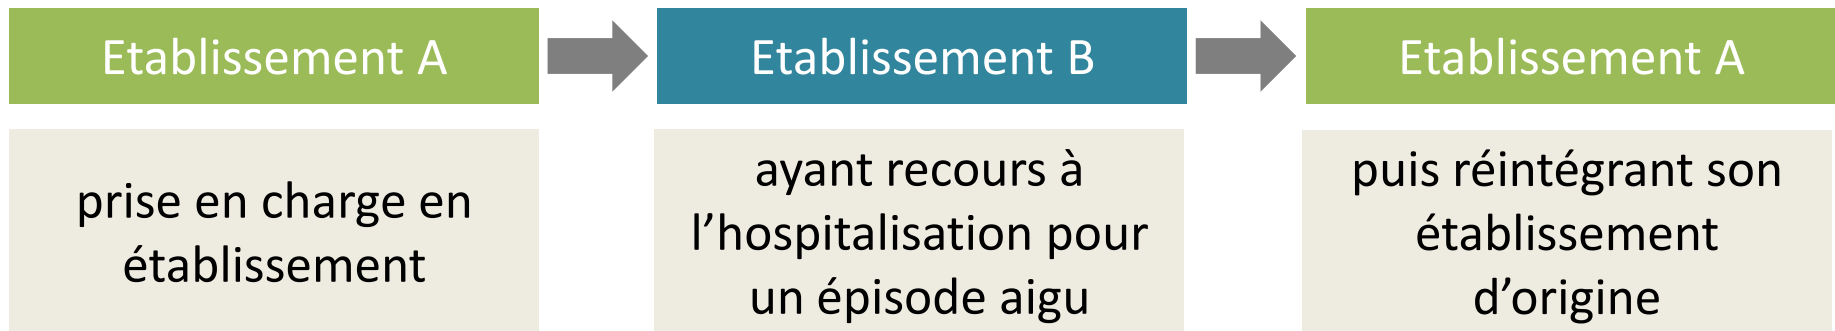 Etablissement A
Etablissement B
Etablissement A
prise en charge en
établissement
ayant recours à
l’hospitalisation pour
un épisode aigu
puis réintégrant son
établissement
d’origine